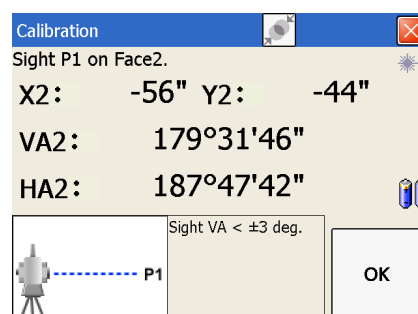 Calibration
Sight P1 on Face2.
X2: -56" Y2: -44"
VA2: 179°31'46"
HA2: 187°47'42"
Sight VA < ±3 deg.
P1
OK